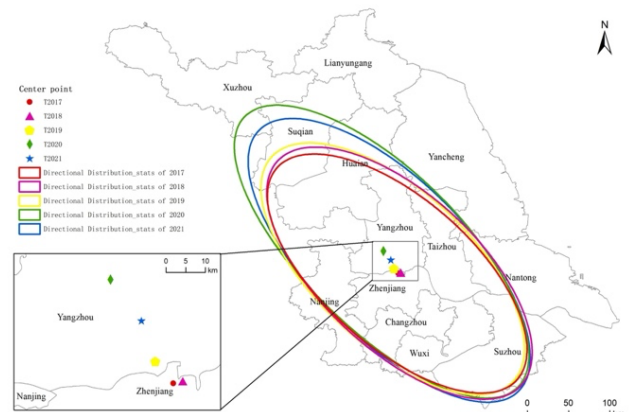 N
Lianyungang
Xuzhou
Center point
T2017
T2018
T2019
T2020
T2021
Directional Distribution_stats of 2017
Directional Distribution_stats of 2018
Directional Distribution_stats of 2019
Directional Distribution_stats of 2020
Directional Distribution_stats of 2021
Suqian
Huaian
Yancheng
Yangzhou
Taizhou
Nantong
Zhenjiang
Nanjing
Changzhou
Wuxi
Suzhou
0 5 10
km
Yangzhou
Zhenjiang
Nanjing
0 50 100
km